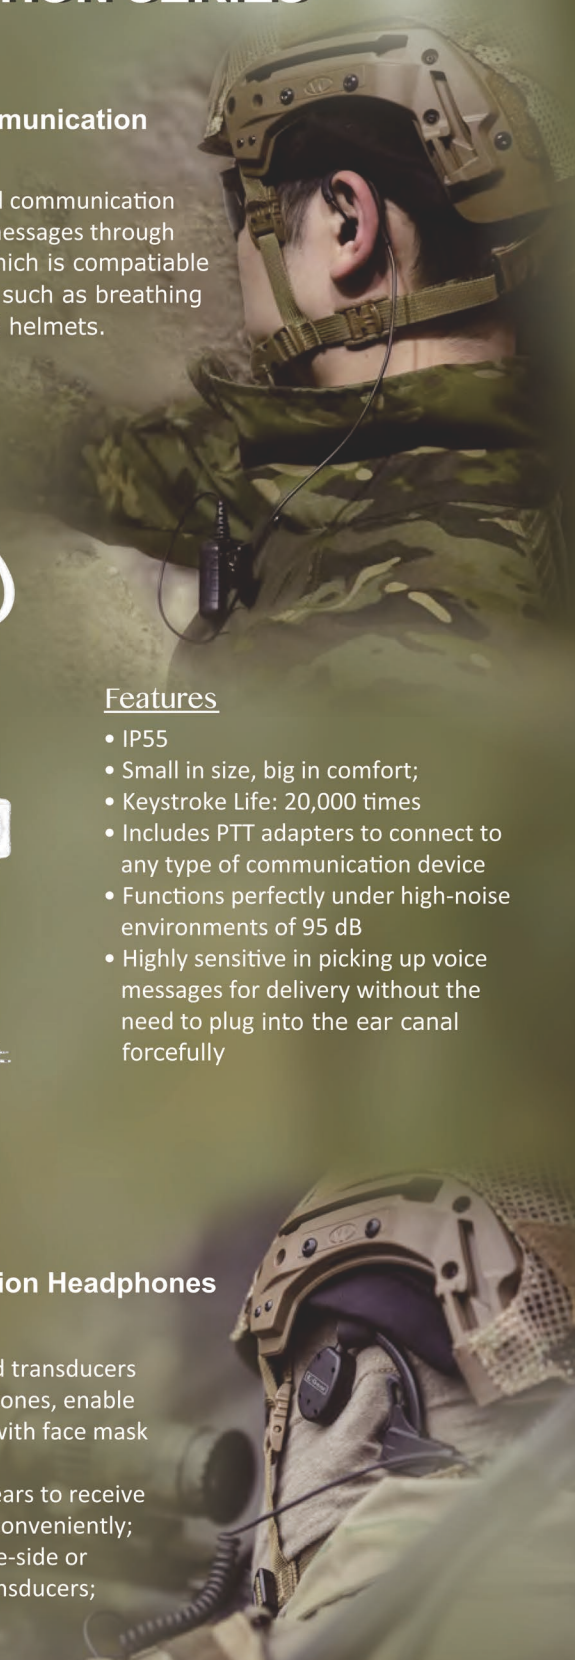 munication
communication
essages through
hich is compatiable
such as breathing
helmets.
Features
• IP55
• Small in size, big in comfort;
• Keystroke Life: 20,000 times
• Includes PTT adapters to connect to
any type of communication device
• Functions perfectly under high-noise
environments of 95 dB
• Highly sensitive in picking up voice
messages for delivery without the
need to plug into the ear canal
forcefully
ion Headphones
d transducers
ones, enable
with face mask
ears to receive
onveniently;
e-side or
nsducers;